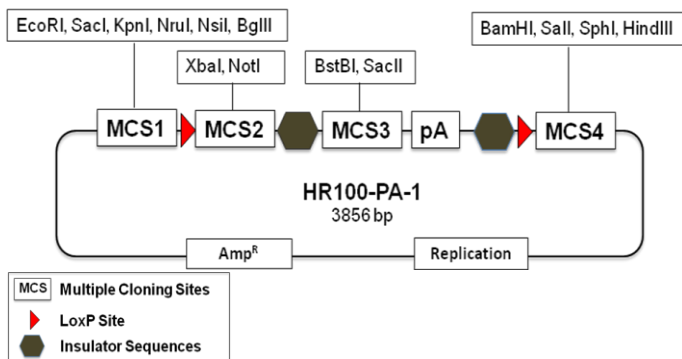 EcoRI, SacI, KpnI, NruI, NsiI, BglII
BamHI, SalI, SphI, HindIII
XbaI, NotI
BstBI, SacII
MCS1
MCS2
MCS3
pA
MCS4
HR100-PA-1
3856 bp
Amp^R
Replication
MCS Multiple Cloning Sites
LoxP Site
Insulator Sequences